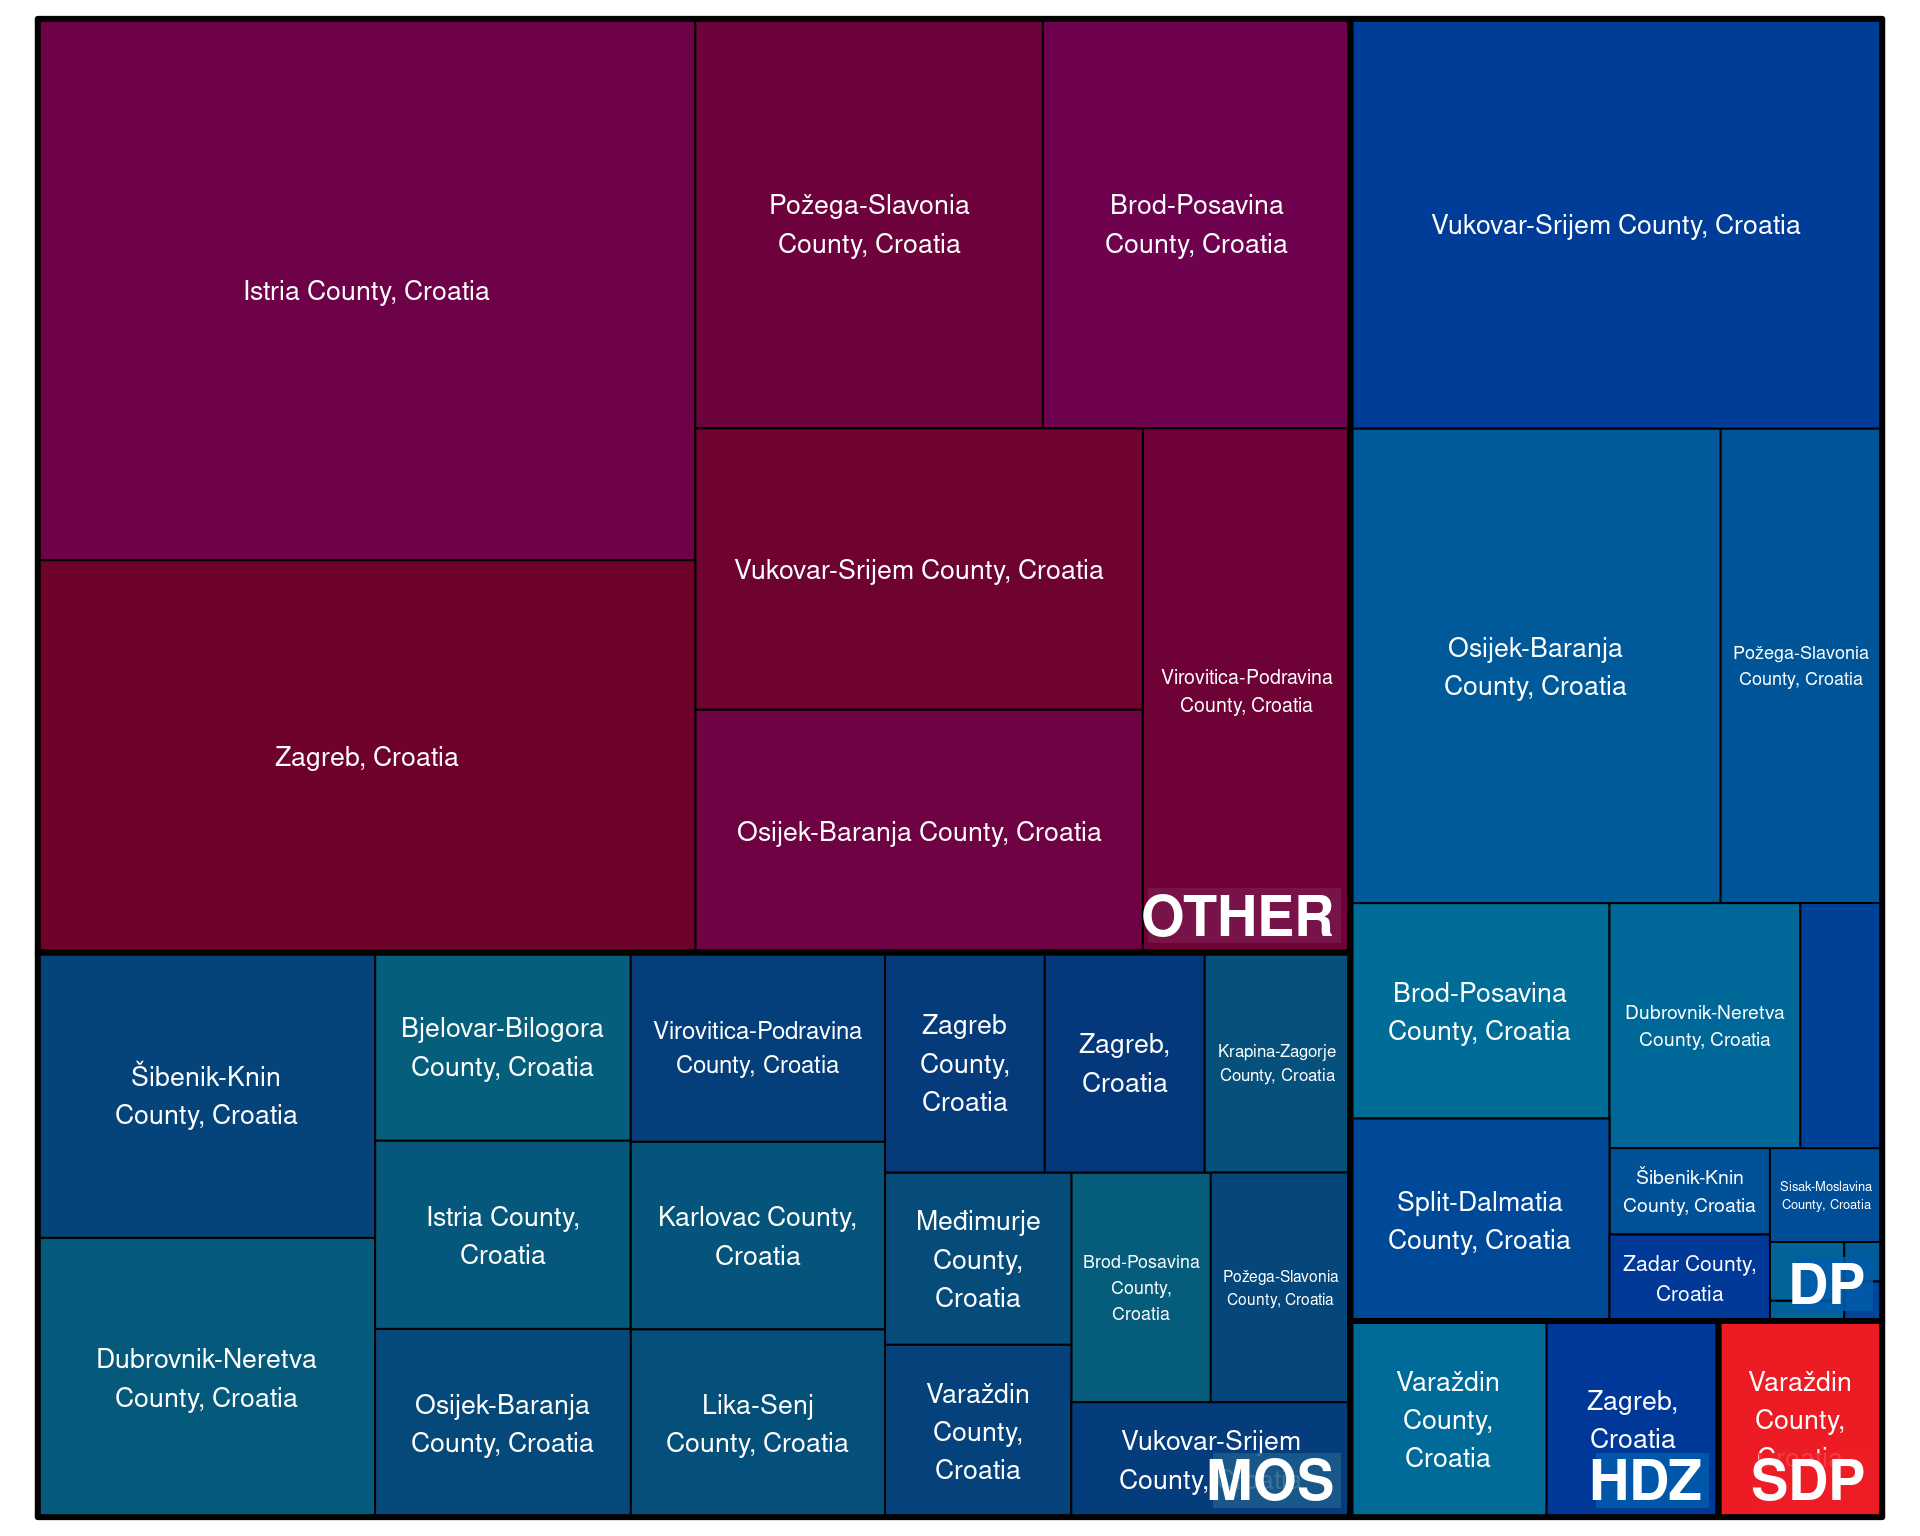 Istria County, Croatia
Zagreb, Croatia
Požega-Slavonia
County, Croatia
Brod-Posavina
County, Croatia
Vukovar-Srijem County, Croatia
Osijek-Baranja County, Croatia
Virovitica-Podravina
County, Croatia
OTHER
Vukovar-Srijem County, Croatia
Osijek-Baranja
County, Croatia
Požega-Slavonia
County, Croatia
Brod-Posavina
County, Croatia
Dubrovnik-Neretva
County, Croatia
Split-Dalmatia
County, Croatia
Šibenik-Knin
County, Croatia
Sisak-Moslavina
County, Croatia
Zadar County,
Croatia
DP
Šibenik-Knin
County, Croatia
Dubrovnik-Neretva
County, Croatia
Bjelovar-Bilogora
County, Croatia
Istria County,
Croatia
Osijek-Baranja
County, Croatia
Virovitica-Podravina
County, Croatia
Karlovac County,
Croatia
Lika-Senj
County, Croatia
Zagreb
County,
Croatia
Zagreb,
Croatia
Krapina-Zagorje
County, Croatia
Međimurje
County,
Croatia
Brod-Posavina
County,
Croatia
Požega-Slavonia
County, Croatia
Varaždin
County,
Croatia
Vukovar-Srijem
County, Croatia
MOS
Varaždin
County,
Croatia
Zagreb,
Croatia
HDZ
Varaždin
County,
Croatia
SDP